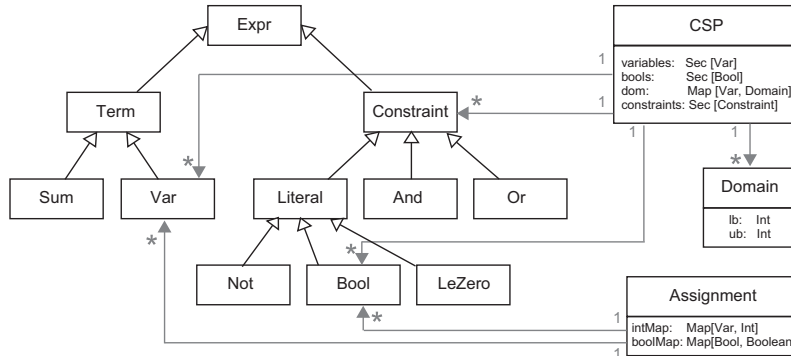 Expr
CSP
variables: Sec [Var]
bools: Sec [Bool]
dom: Map [Var, Domain]
constraints: Sec [Constraint]
1
*
1
1
1
Term
Constraint
*
*
Sum
Var
Literal
And
Or
Domain
lb: Int
ub: Int
*
*
Not
Bool
LeZero
Assignment
intMap: Map[Var, Int]
boolMap: Map[Bool, Boolean
*
1
1